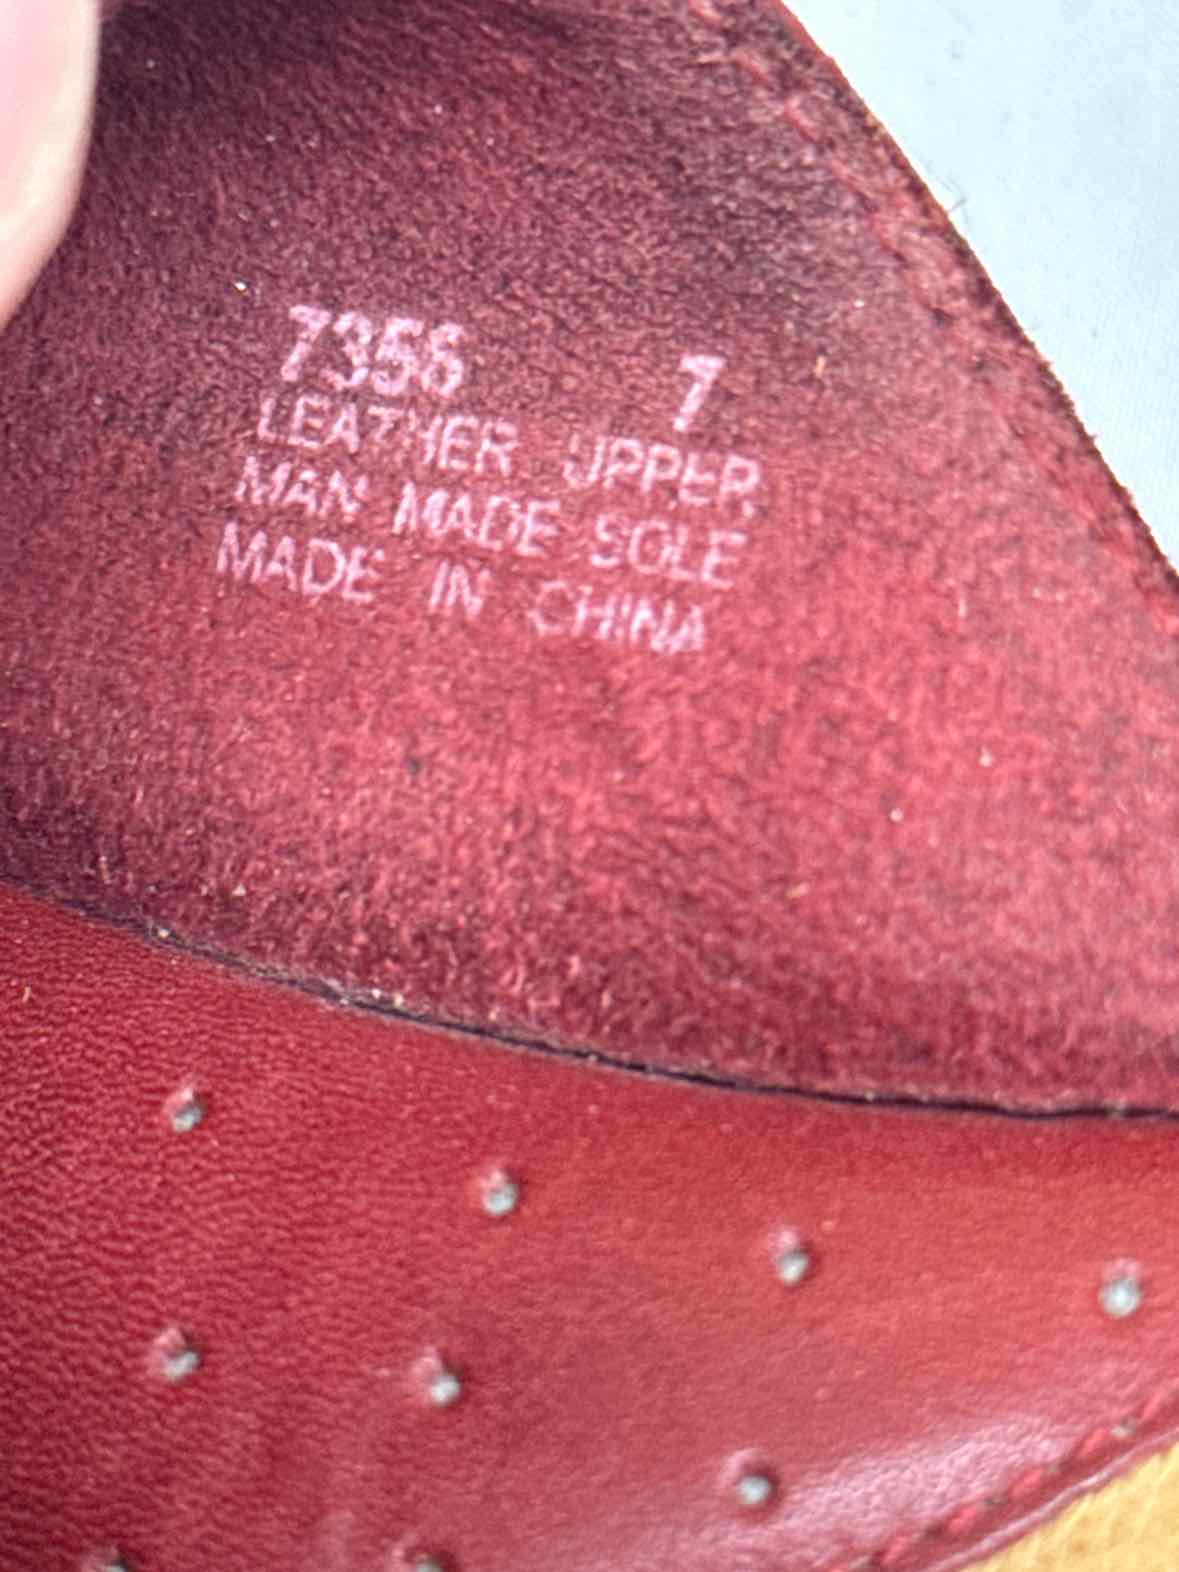 7356 7
LEATHER UPPER
MAN MADE SOLE
MADE IN CHINA